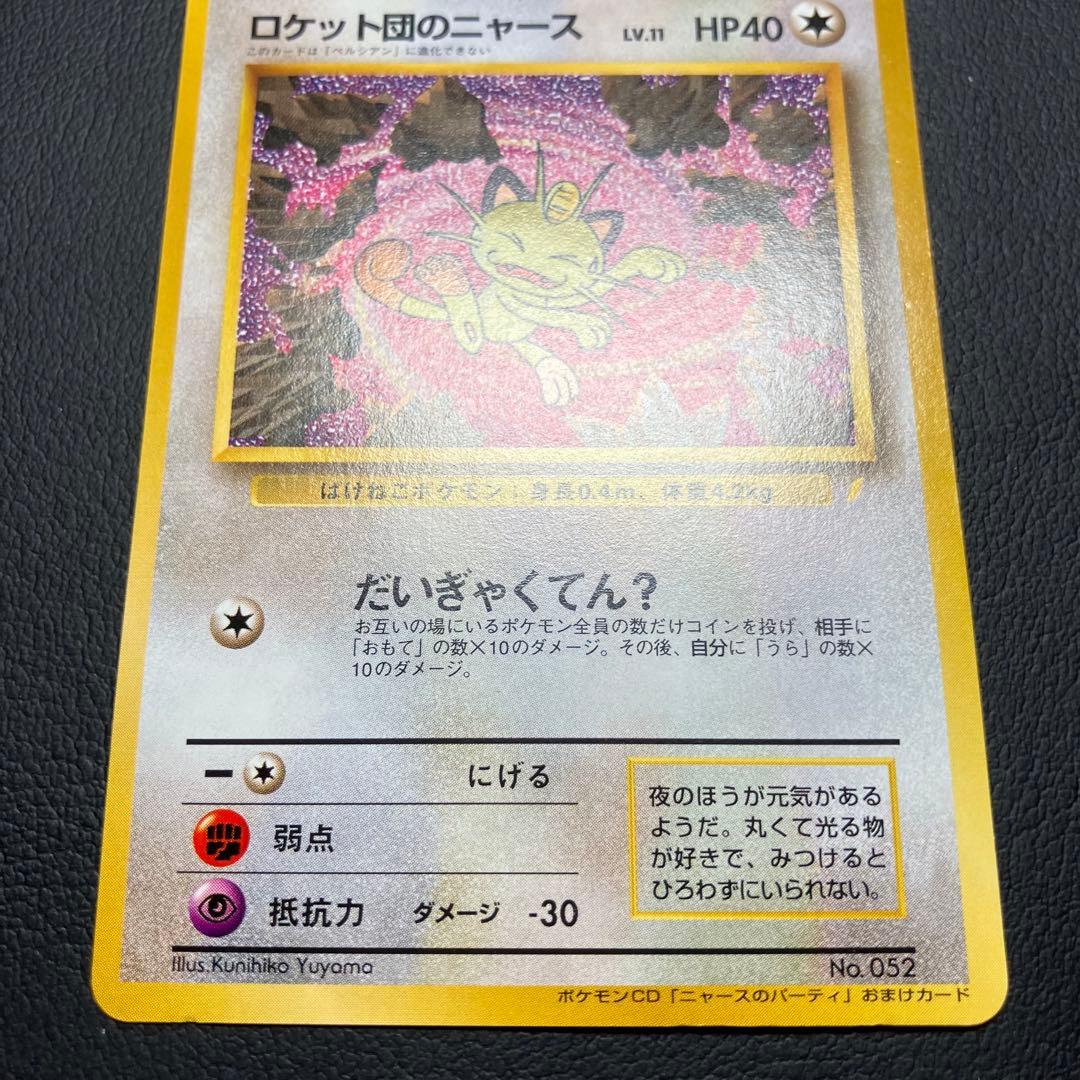 ロケット団のニャース LV.11 HP40
このカードは「ペルシアン」に進化できない
ばけねこポケモン:身長0.4m、体重4.2kg
だいぎゃくてん?
お互いの場にいるポケモン全員の数だけコインを投げ、相手に
「おもて」の数×10のダメージ。その後、自分に「うら」の数×
10のダメージ。
ー にげる
弱点
抵抗力 ダメージ -30
夜のほうが元気がある
ようだ。丸くて光る物
が好きで、みつけると
ひろわずにいられない。
Illus.Kunihiko Yuyama No.052
ポケモンCD「ニャースのパーティ」おまけカード